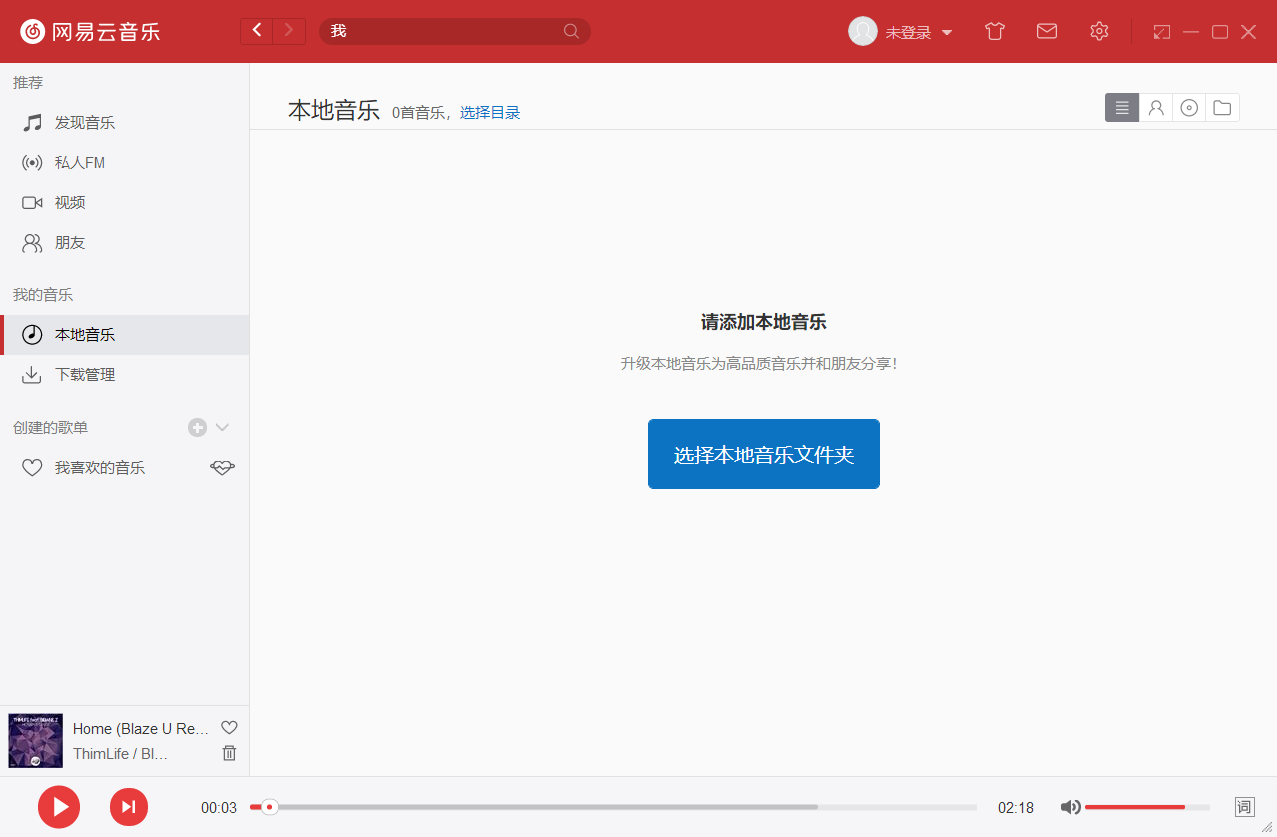 网易云音乐
我
未登录
推荐
发现音乐
私人FM
视频
朋友
我的音乐
本地音乐
下载管理
创建的歌单
我喜欢的音乐
本地音乐 0首音乐，选择目录
请添加本地音乐
升级本地音乐为高品质音乐并和朋友分享！
选择本地音乐文件夹
Home (Blaze U Re...
ThimLife / Bl...
00:03
02:18
词